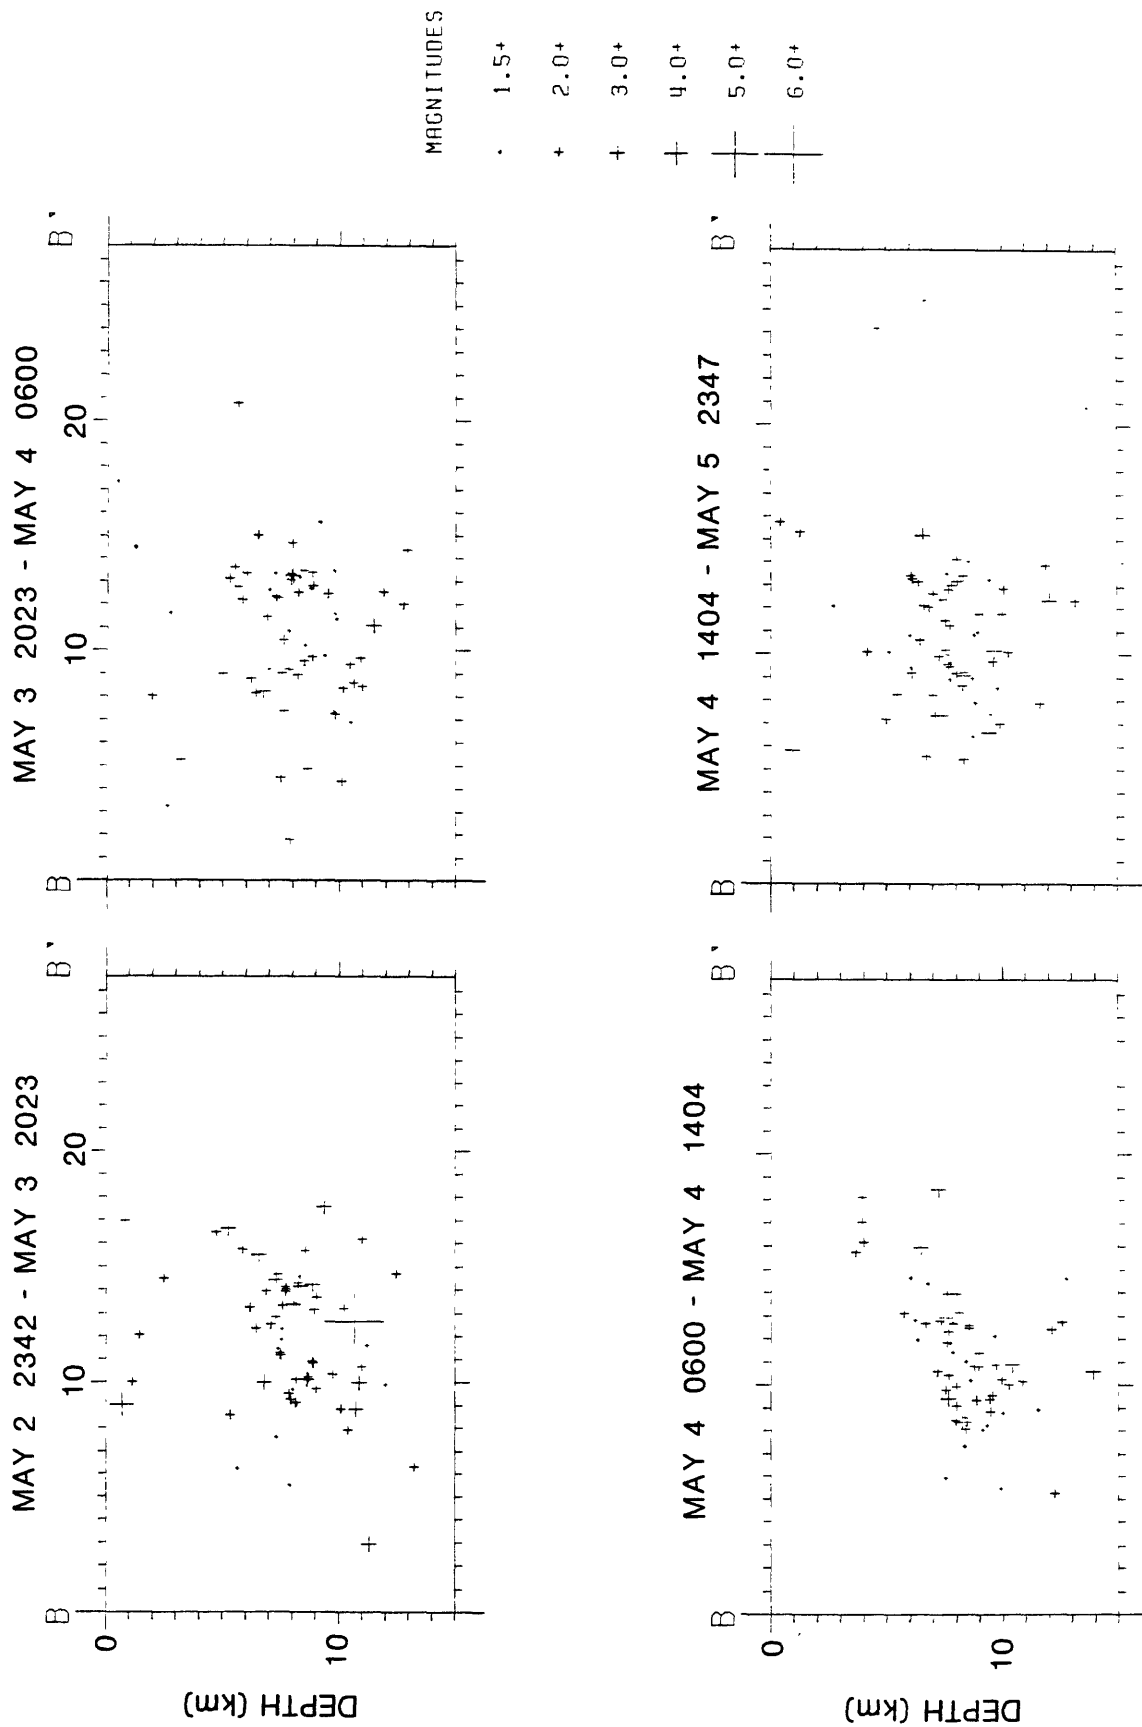 MAY 2 2342 - MAY 3 2023
B
B'
20
0
10
DEPTH (km)
MAY 3 2023 - MAY 4 0600
B
B'
10
20
MAY 4 0600 - MAY 4 1404
B
B'
0
10
DEPTH (km)
MAY 4 1404 - MAY 5 2347
B
B'
MAGNITUDES
1.5+
2.0+
3.0+
4.0+
5.0+
6.0+